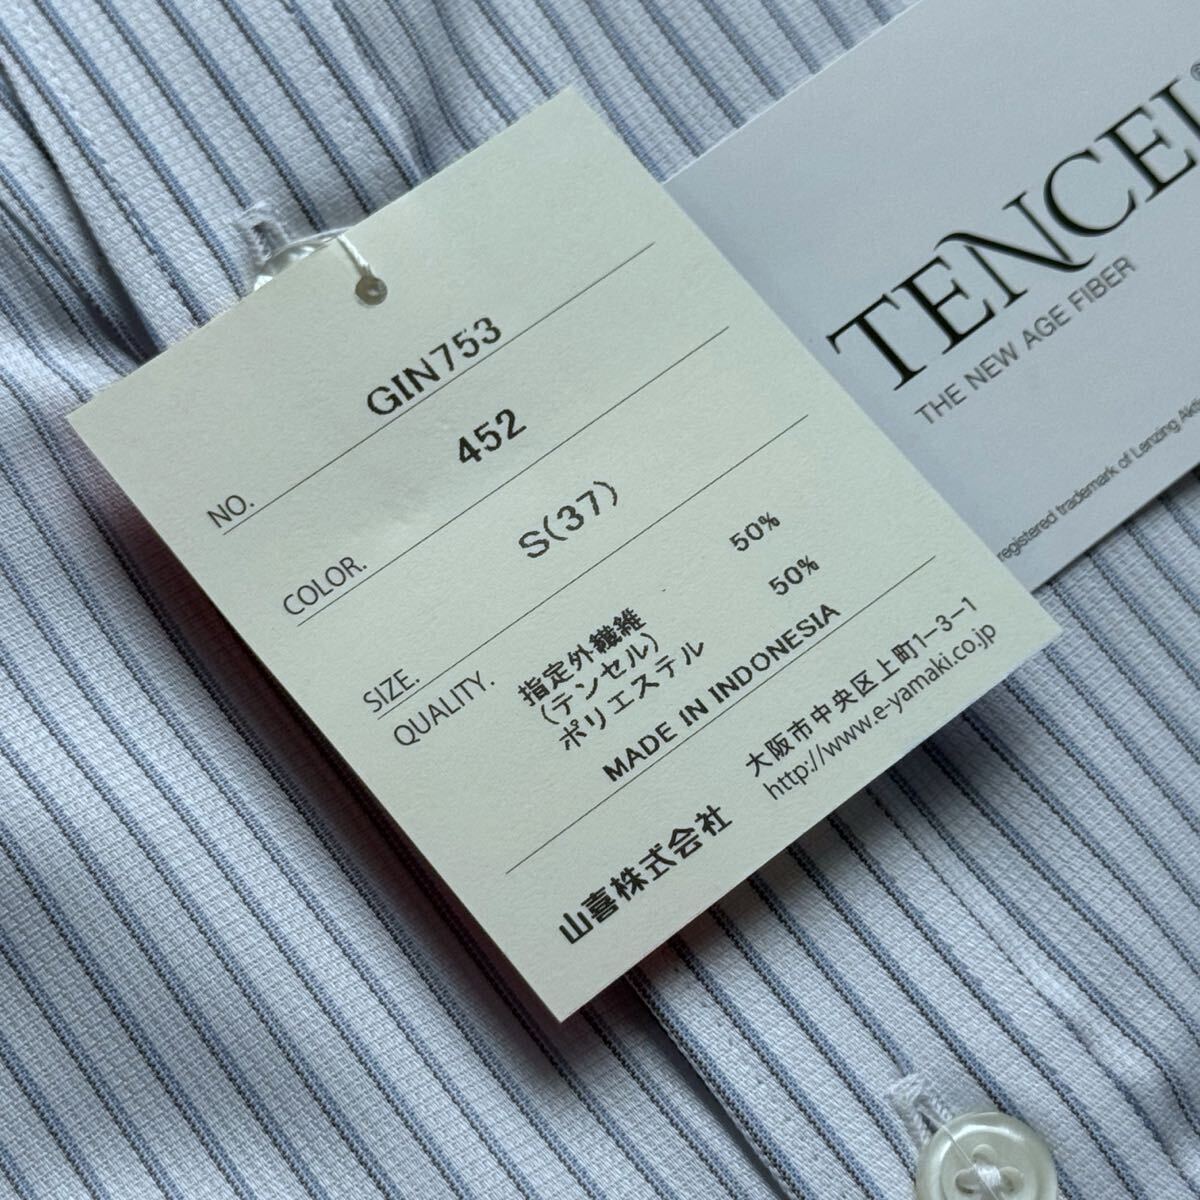 NO. GIN753
COLOR. 452
SIZE. S(37)
QUALITY. 指定外繊維 50%
(テンセル)
ポリエステル 50%
MADE IN INDONESIA
山喜株式会社
大阪市中央区上町1-3-1
http://www.e-yamaki.co.jp
TENCEL®
THE NEW AGE FIBER
registered trademark of Lenzing